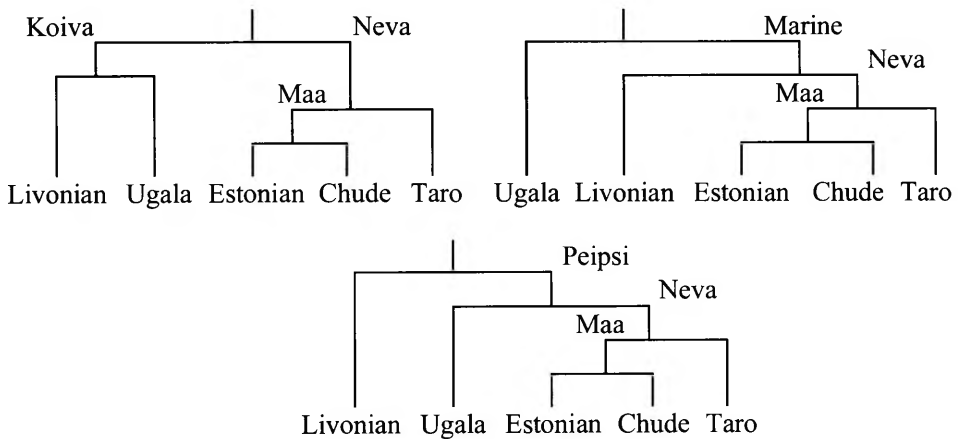 Koiva Neva
Maa
Livonian Ugala Estonian Chude Taro
Marine
Neva
Maa
Ugala Livonian Estonian Chude Taro
Peipsi
Neva
Maa
Livonian Ugala Estonian Chude Taro